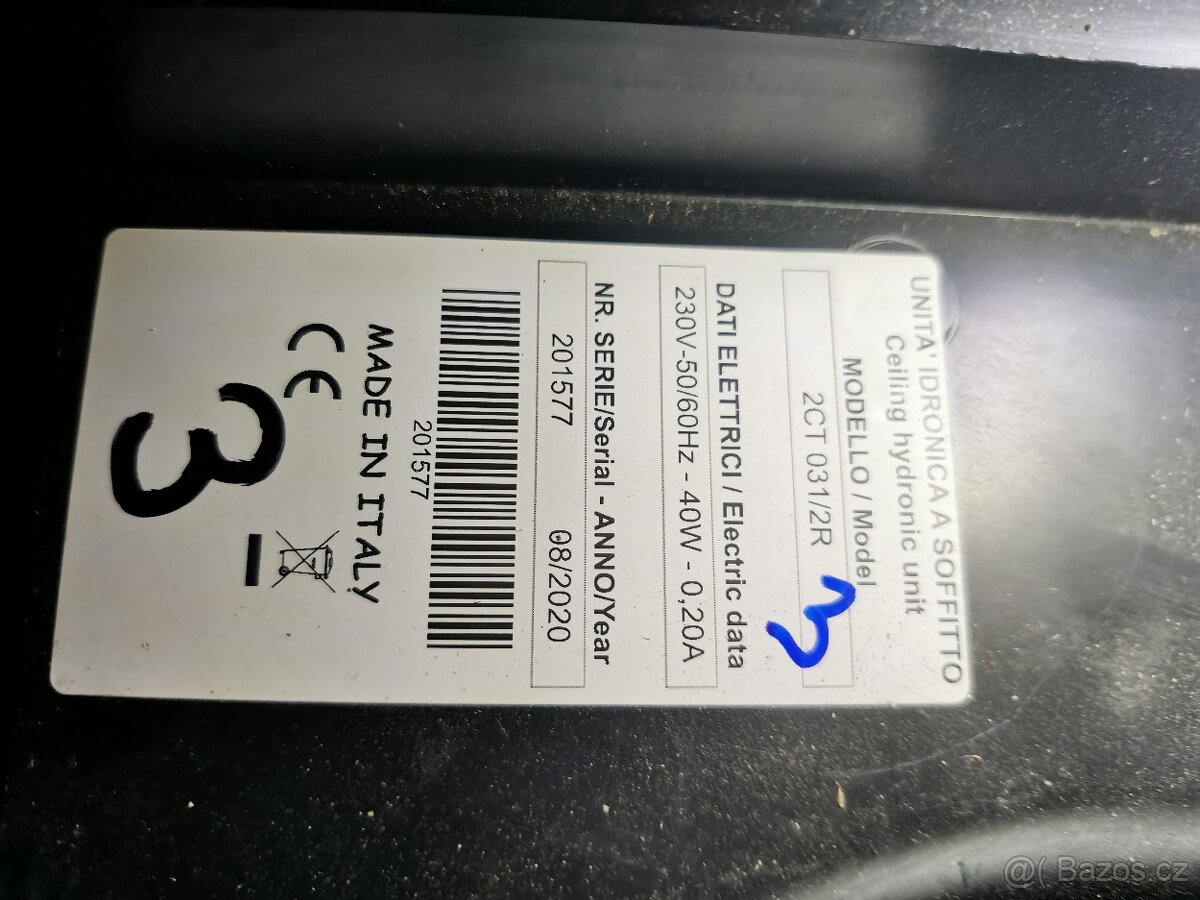 UNITA' IDRONICA A SOFFITTO
Ceiling hydronic unit
MODELLO / Model
2CT 031/2R
3
DATI ELETTRICI / Electric data
230V-50/60Hz - 40W - 0,20A
NR. SERIE/Serial - ANNO/Year
201577 08/2020
201577
MADE IN ITALY
CE
3
@( Bazos.cz